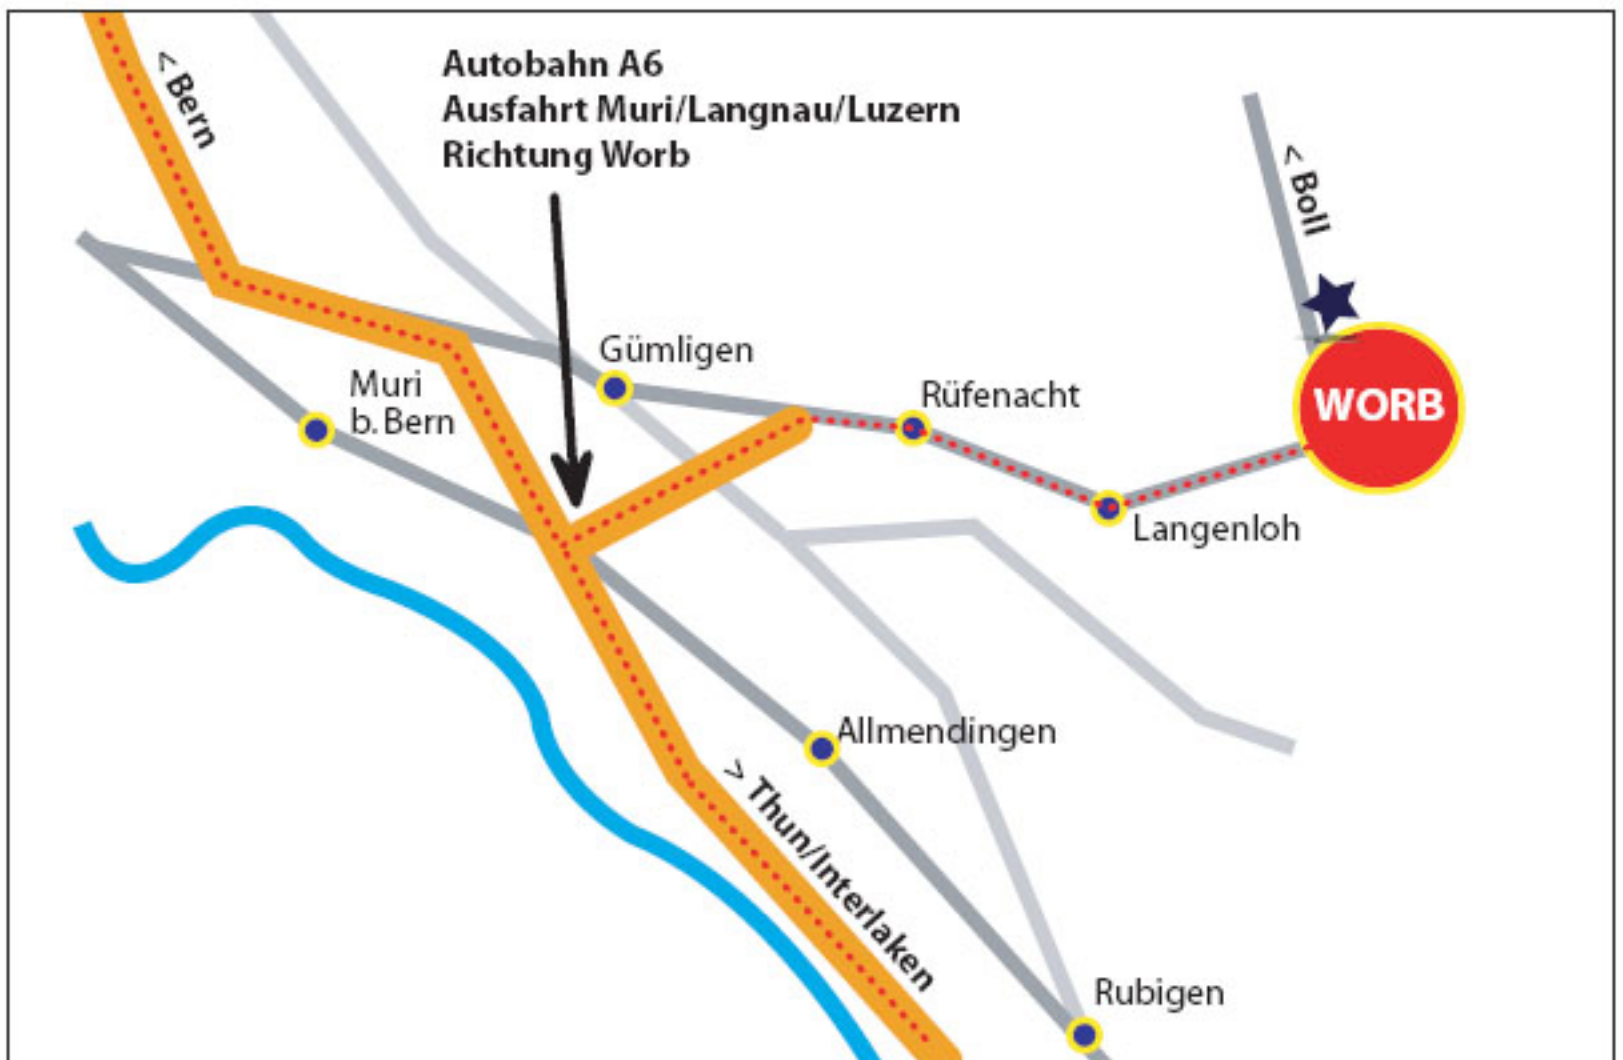 < Bern
Autobahn A6
Ausfahrt Muri/Langnau/Luzern
Richtung Worb
< Boll
Gümligen
Muri
b. Bern
Rüfenacht
WORB
Langenloh
Allmendingen
> Thun/Interlaken
Rubigen